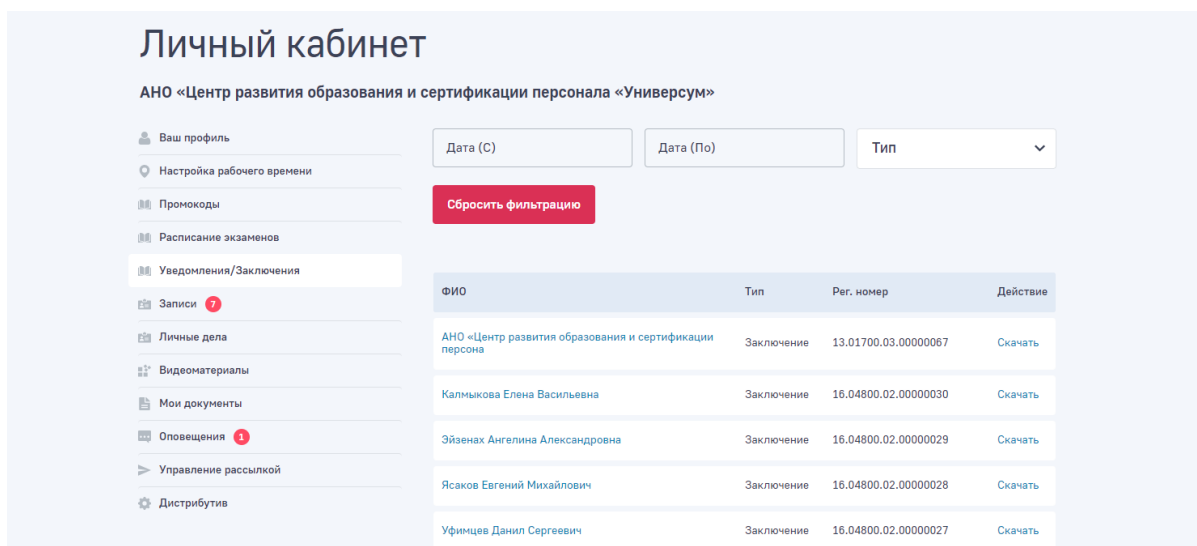 Личный кабинет
АНО «Центр развития образования и сертификации персонала «Универсум»
Ваш профиль
Настройка рабочего времени
Промокоды
Расписание экзаменов
Уведомления/Заключения
Записи 7
Личные дела
Видеоматериалы
Мои документы
Оповещения 1
Управление рассылкой
Дистрибутив
Дата (С) Дата (По) Тип
Сбросить фильтрацию
ФИО Тип Рег. номер Действие
АНО «Центр развития образования и сертификации
персона Заключение 13.01700.03.00000067 Скачать
Калмыкова Елена Васильевна Заключение 16.04800.02.00000030 Скачать
Эйзенах Ангелина Александровна Заключение 16.04800.02.00000029 Скачать
Ясаков Евгений Михайлович Заключение 16.04800.02.00000028 Скачать
Уфимцев Данил Сергеевич Заключение 16.04800.02.00000027 Скачать